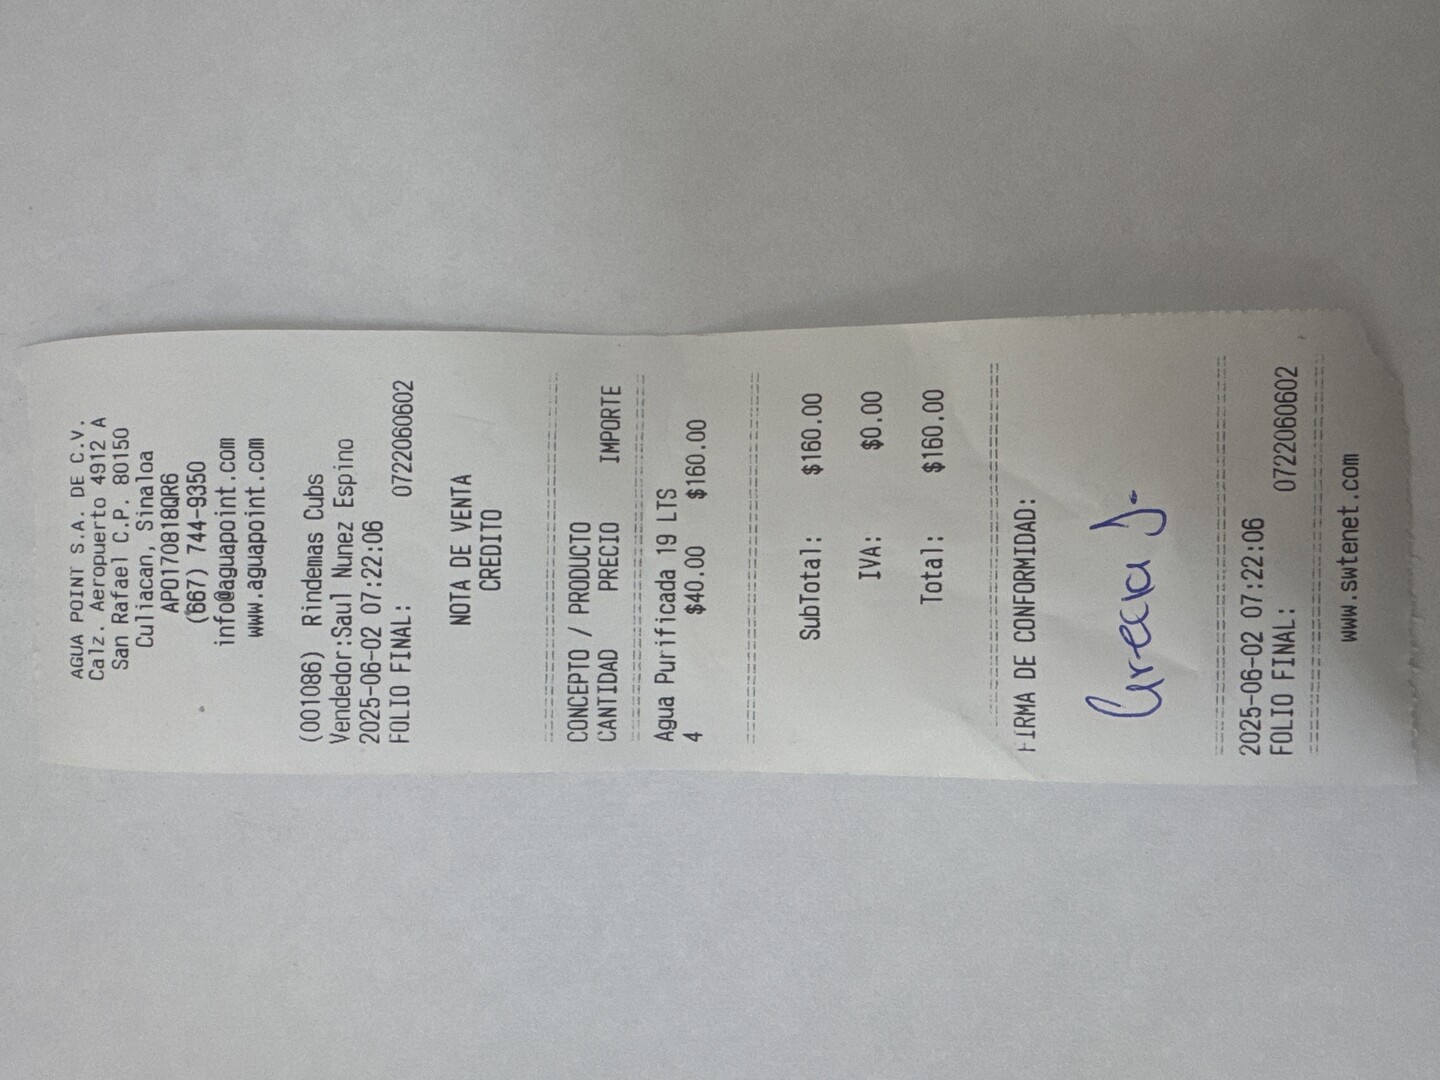 AGUA POINT S.A. DE C.V.
Calz. Aeropuerto 4912 A
San Rafael C.P. 80150
Culiacan, Sinaloa
APO170818QR6
(667) 744-9350
info@aguapoint.com
www.aguapoint.com
(001086) Rindemas Cubs
Vendedor:Saul Nunez Espino
2025-06-02 07:22:06
FOLIO FINAL: 0722060602
NOTA DE VENTA
CREDITO
CONCEPTO / PRODUCTO
CANTIDAD PRECIO IMPORTE
Agua Purificada 19 LTS
4 $40.00 $160.00
SubTotal: $160.00
IVA: $0.00
Total: $160.00
FIRMA DE CONFORMIDAD:
Grecia J.
2025-06-02 07:22:06
FOLIO FINAL: 0722060602
www.swtenet.com